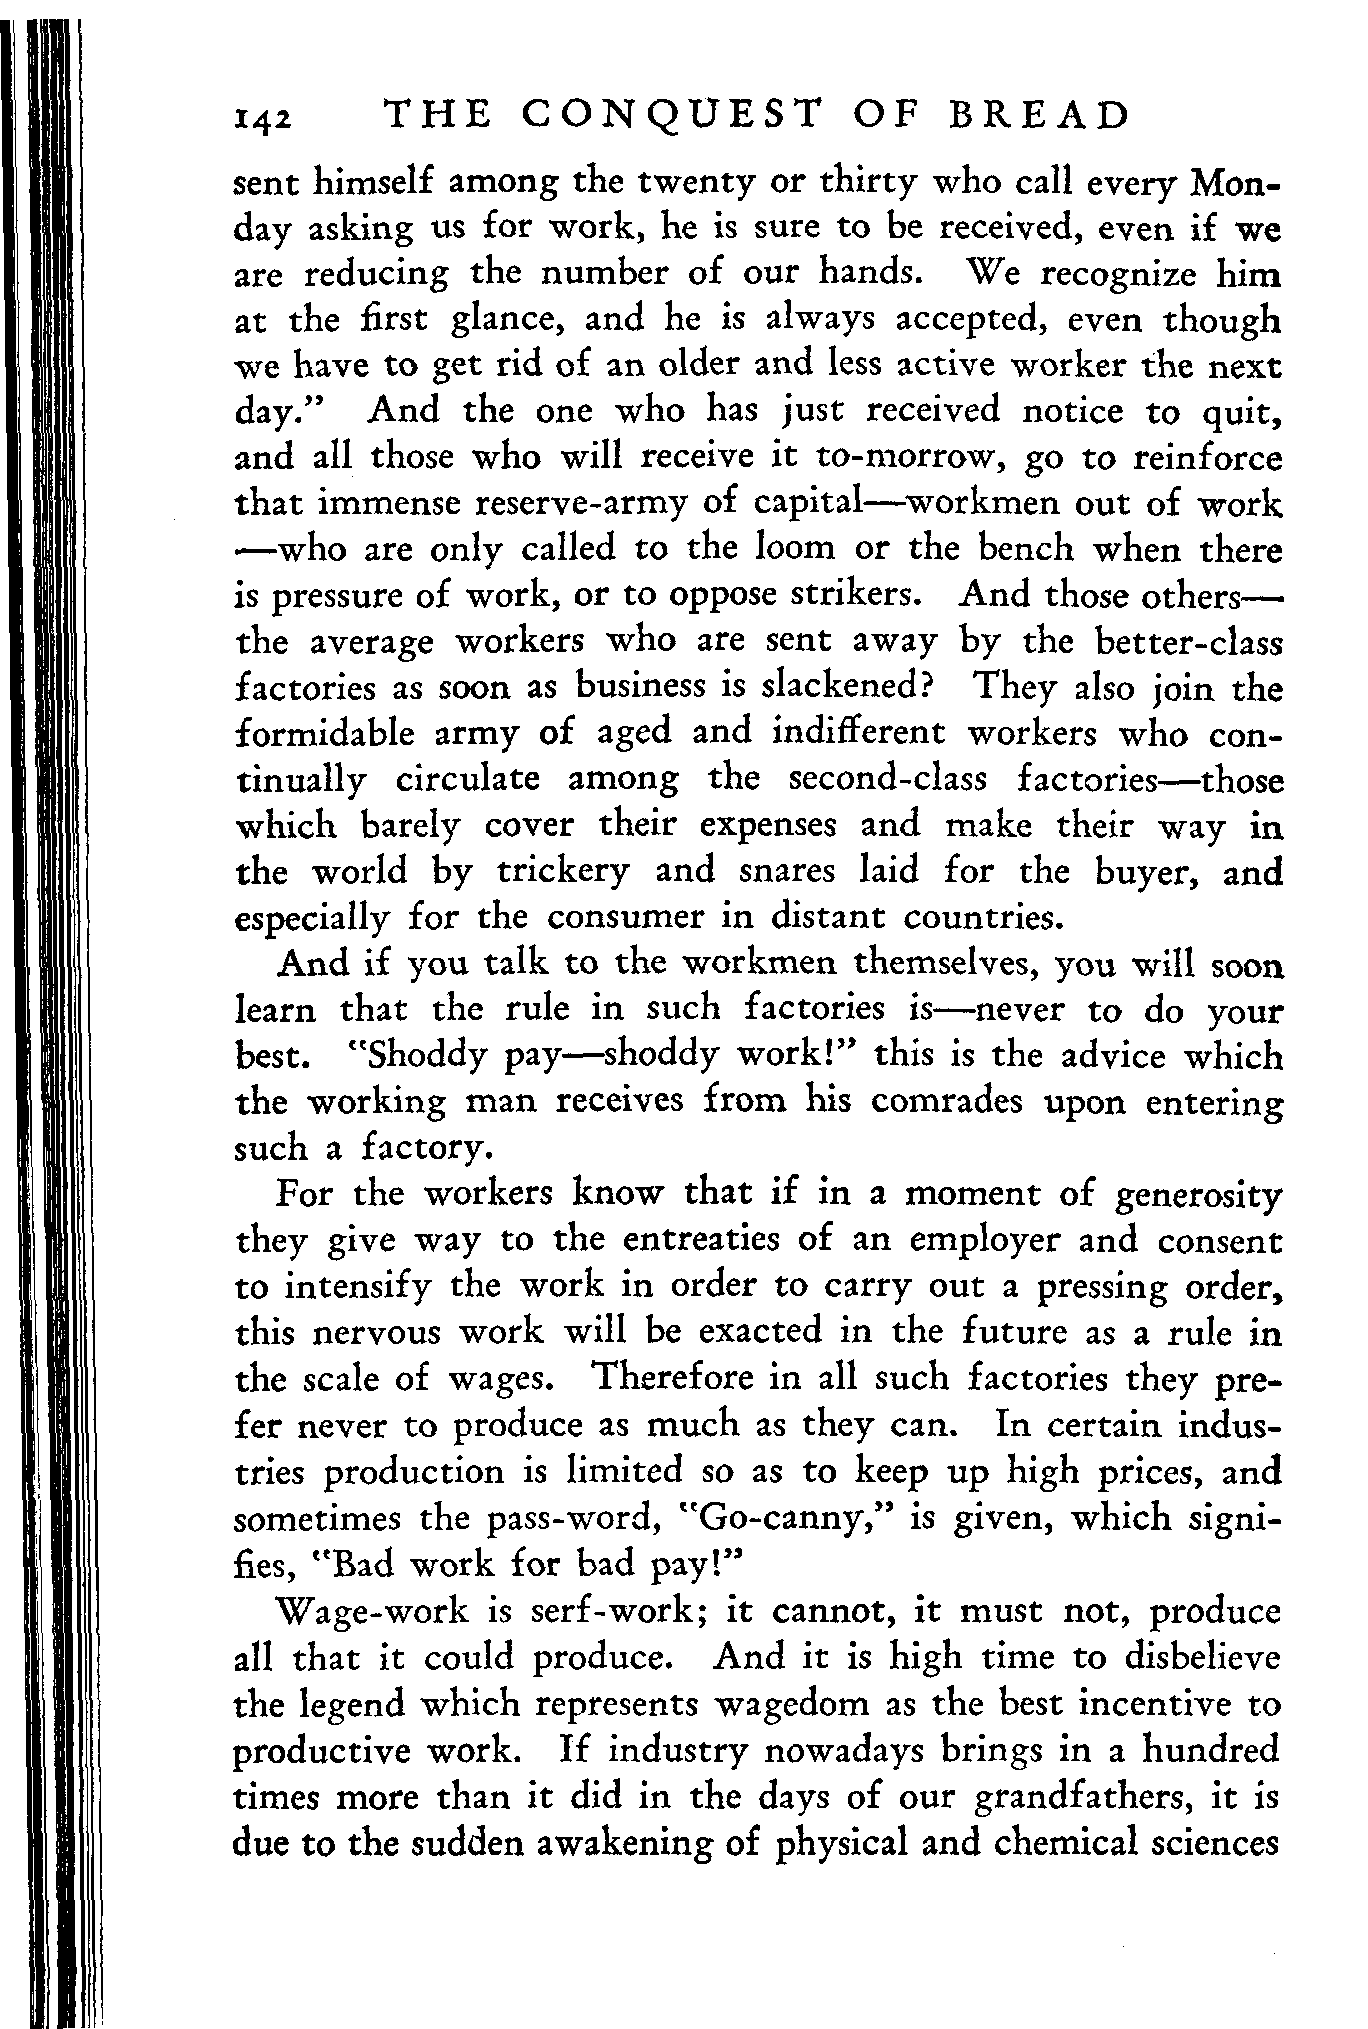 142 THE CONQUEST OF BREAD
sent himself among the twenty or thirty who call every Mon-
day asking us for work, he is sure to be received, even if we
are reducing the number of our hands. We recognize him
at the first glance, and he is always accepted, even though
we have to get rid of an older and less active worker the next
day." And the one who has just received notice to quit,
and all those who will receive it to-morrow, go to reinforce
that immense reserve-army of capital—workmen out of work
—who are only called to the loom or the bench when there
is pressure of work, or to oppose strikers. And those others—
the average workers who are sent away by the better-class
factories as soon as business is slackened? They also join the
formidable army of aged and indifferent workers who con-
tinually circulate among the second-class factories—those
which barely cover their expenses and make their way in
the world by trickery and snares laid for the buyer, and
especially for the consumer in distant countries.
And if you talk to the workmen themselves, you will soon
learn that the rule in such factories is—never to do your
best. "Shoddy pay—shoddy work!" this is the advice which
the working man receives from his comrades upon entering
such a factory.
For the workers know that if in a moment of generosity
they give way to the entreaties of an employer and consent
to intensify the work in order to carry out a pressing order,
this nervous work will be exacted in the future as a rule in
the scale of wages. Therefore in all such factories they pre-
fer never to produce as much as they can. In certain indus-
tries production is limited so as to keep up high prices, and
sometimes the pass-word, "Go-canny," is given, which signi-
fies, "Bad work for bad pay!"
Wage-work is serf-work; it cannot, it must not, produce
all that it could produce. And it is high time to disbelieve
the legend which represents wagedom as the best incentive to
productive work. If industry nowadays brings in a hundred
times more than it did in the days of our grandfathers, it is
due to the sudden awakening of physical and chemical sciences